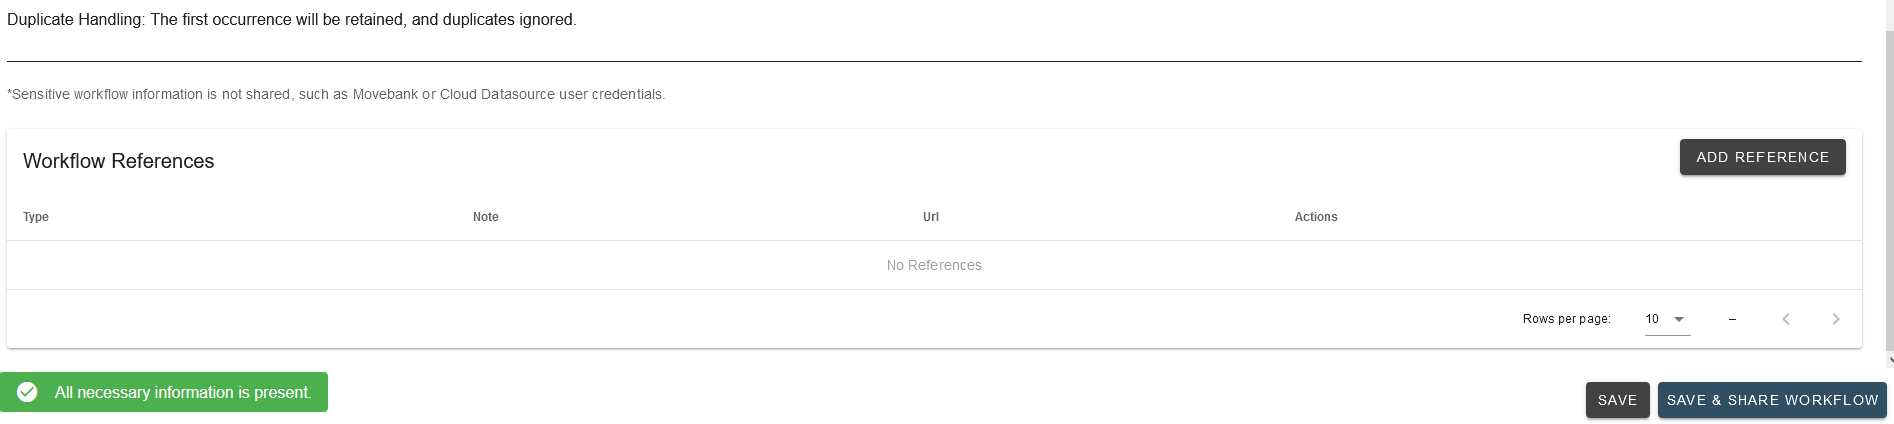 Duplicate Handling: The first occurrence will be retained, and duplicates ignored.
*Sensitive workflow information is not shared, such as Movebank or Cloud Datasource user credentials.
Workflow References
ADD REFERENCE
Type Note Url Actions
No References
Rows per page: 10 –
All necessary information is present.
SAVE
SAVE & SHARE WORKFLOW